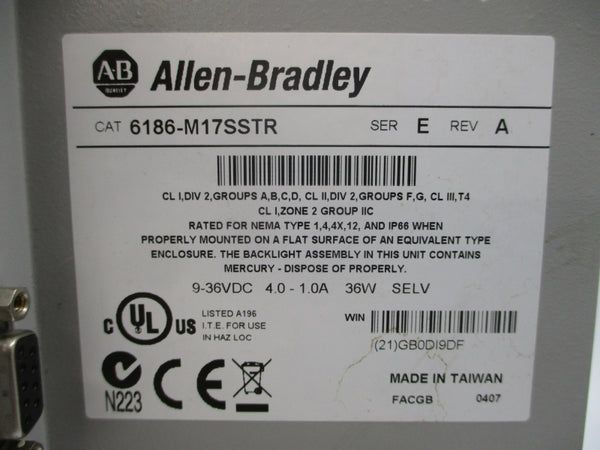 AB QUALITY Allen-Bradley
CAT 6186-M17SSTR SER E REV A
CL I,DIV 2,GROUPS A,B,C,D, CL II,DIV 2,GROUPS F,G, CL III,T4
CL I,ZONE 2 GROUP IIC
RATED FOR NEMA TYPE 1,4,4X,12, AND IP66 WHEN
PROPERLY MOUNTED ON A FLAT SURFACE OF AN EQUIVALENT TYPE
ENCLOSURE. THE BACKLIGHT ASSEMBLY IN THIS UNIT CONTAINS
MERCURY - DISPOSE OF PROPERLY.
9-36VDC 4.0 - 1.0A 36W SELV
C UL US
LISTED A196
I.T.E. FOR USE
IN HAZ LOC
WIN
(21)GB0DI9DF
N223
CE
MADE IN TAIWAN
FACGB 0407